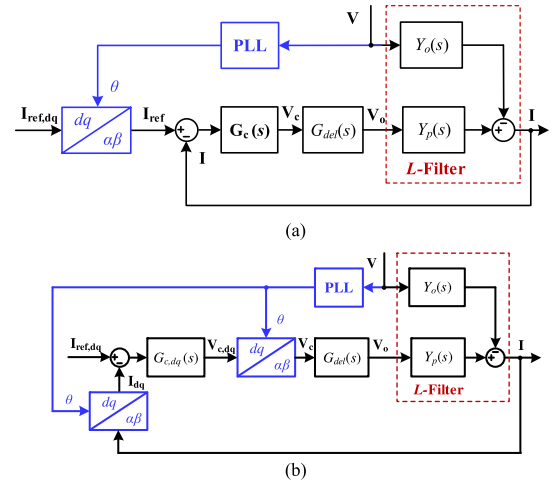 V
PLL
Yo(s)
θ
Iref,dq
dq
αβ
Iref
+
−
I
Gc(s)
Vc
Gdel(s)
Vo
Yp(s)
+
−
I
L-Filter
(a)
V
PLL
Yo(s)
θ
Iref,dq
+
−
Gc,dq(s)
Vc,dq
dq
αβ
Vc
Gdel(s)
Vo
Yp(s)
+
−
I
Idq
L-Filter
θ
dq
αβ
(b)